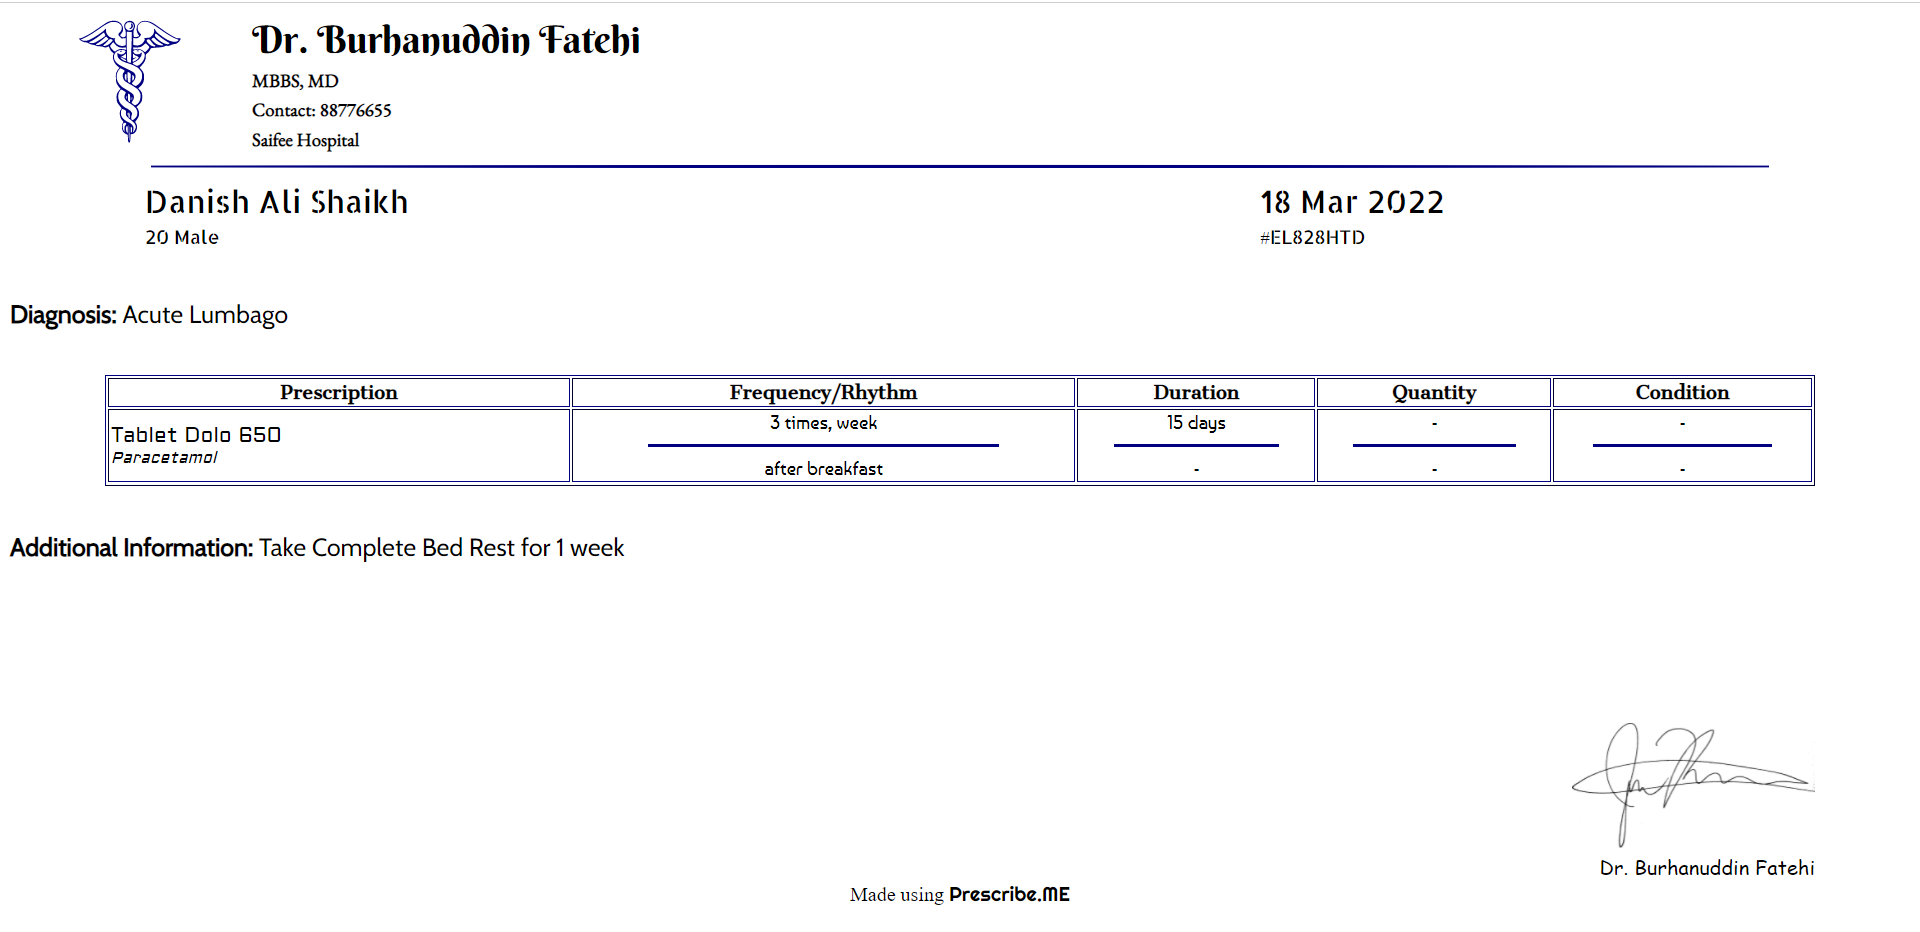 Dr. Burhanuddin Fatehi
MBBS, MD
Contact: 88776655
Saifee Hospital
Danish Ali Shaikh
20 Male
18 Mar 2022
#EL828HTD
Diagnosis: Acute Lumbago
Prescription Frequency/Rhythm Duration Quantity Condition
Tablet Dolo 650
Paracetamol
3 times, week 15 days - -
after breakfast - - -
Additional Information: Take Complete Bed Rest for 1 week
Dr. Burhanuddin Fatehi
Made using Prescribe.ME